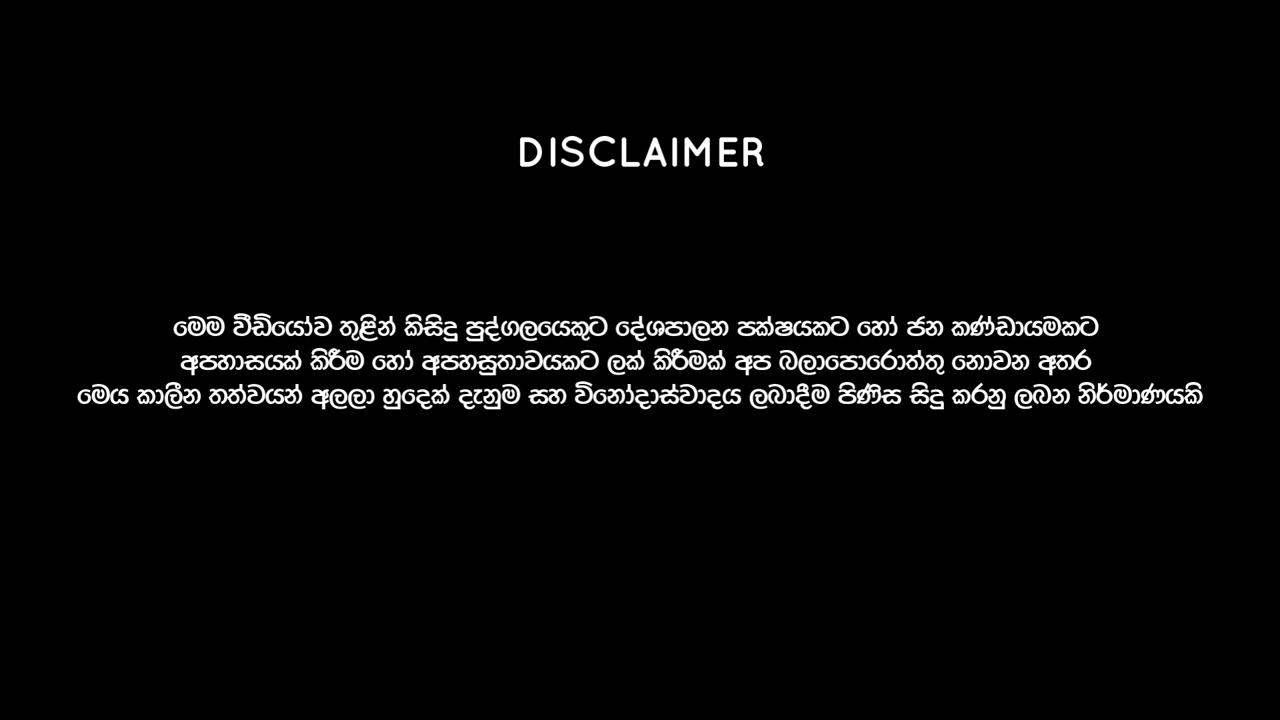 DISCLAIMER
මෙම වීඩියෝව තුළින් කිසිදු පුද්ගලයෙකුට දේශපාලන පක්ෂයකට හෝ ජන කණ්ඩායමකට
අපහාසයක් කිරීම හෝ අපහසුතාවයකට ලක් කිරීමක් අප බලාපොරොත්තු නොවන අතර
මෙය කාලීන තත්වයන් අලලා හුදෙක් දැනුම සහ විනෝදාස්වාදය ලබාදීම පිණිස සිදු කරනු ලබන නිර්මාණයකි